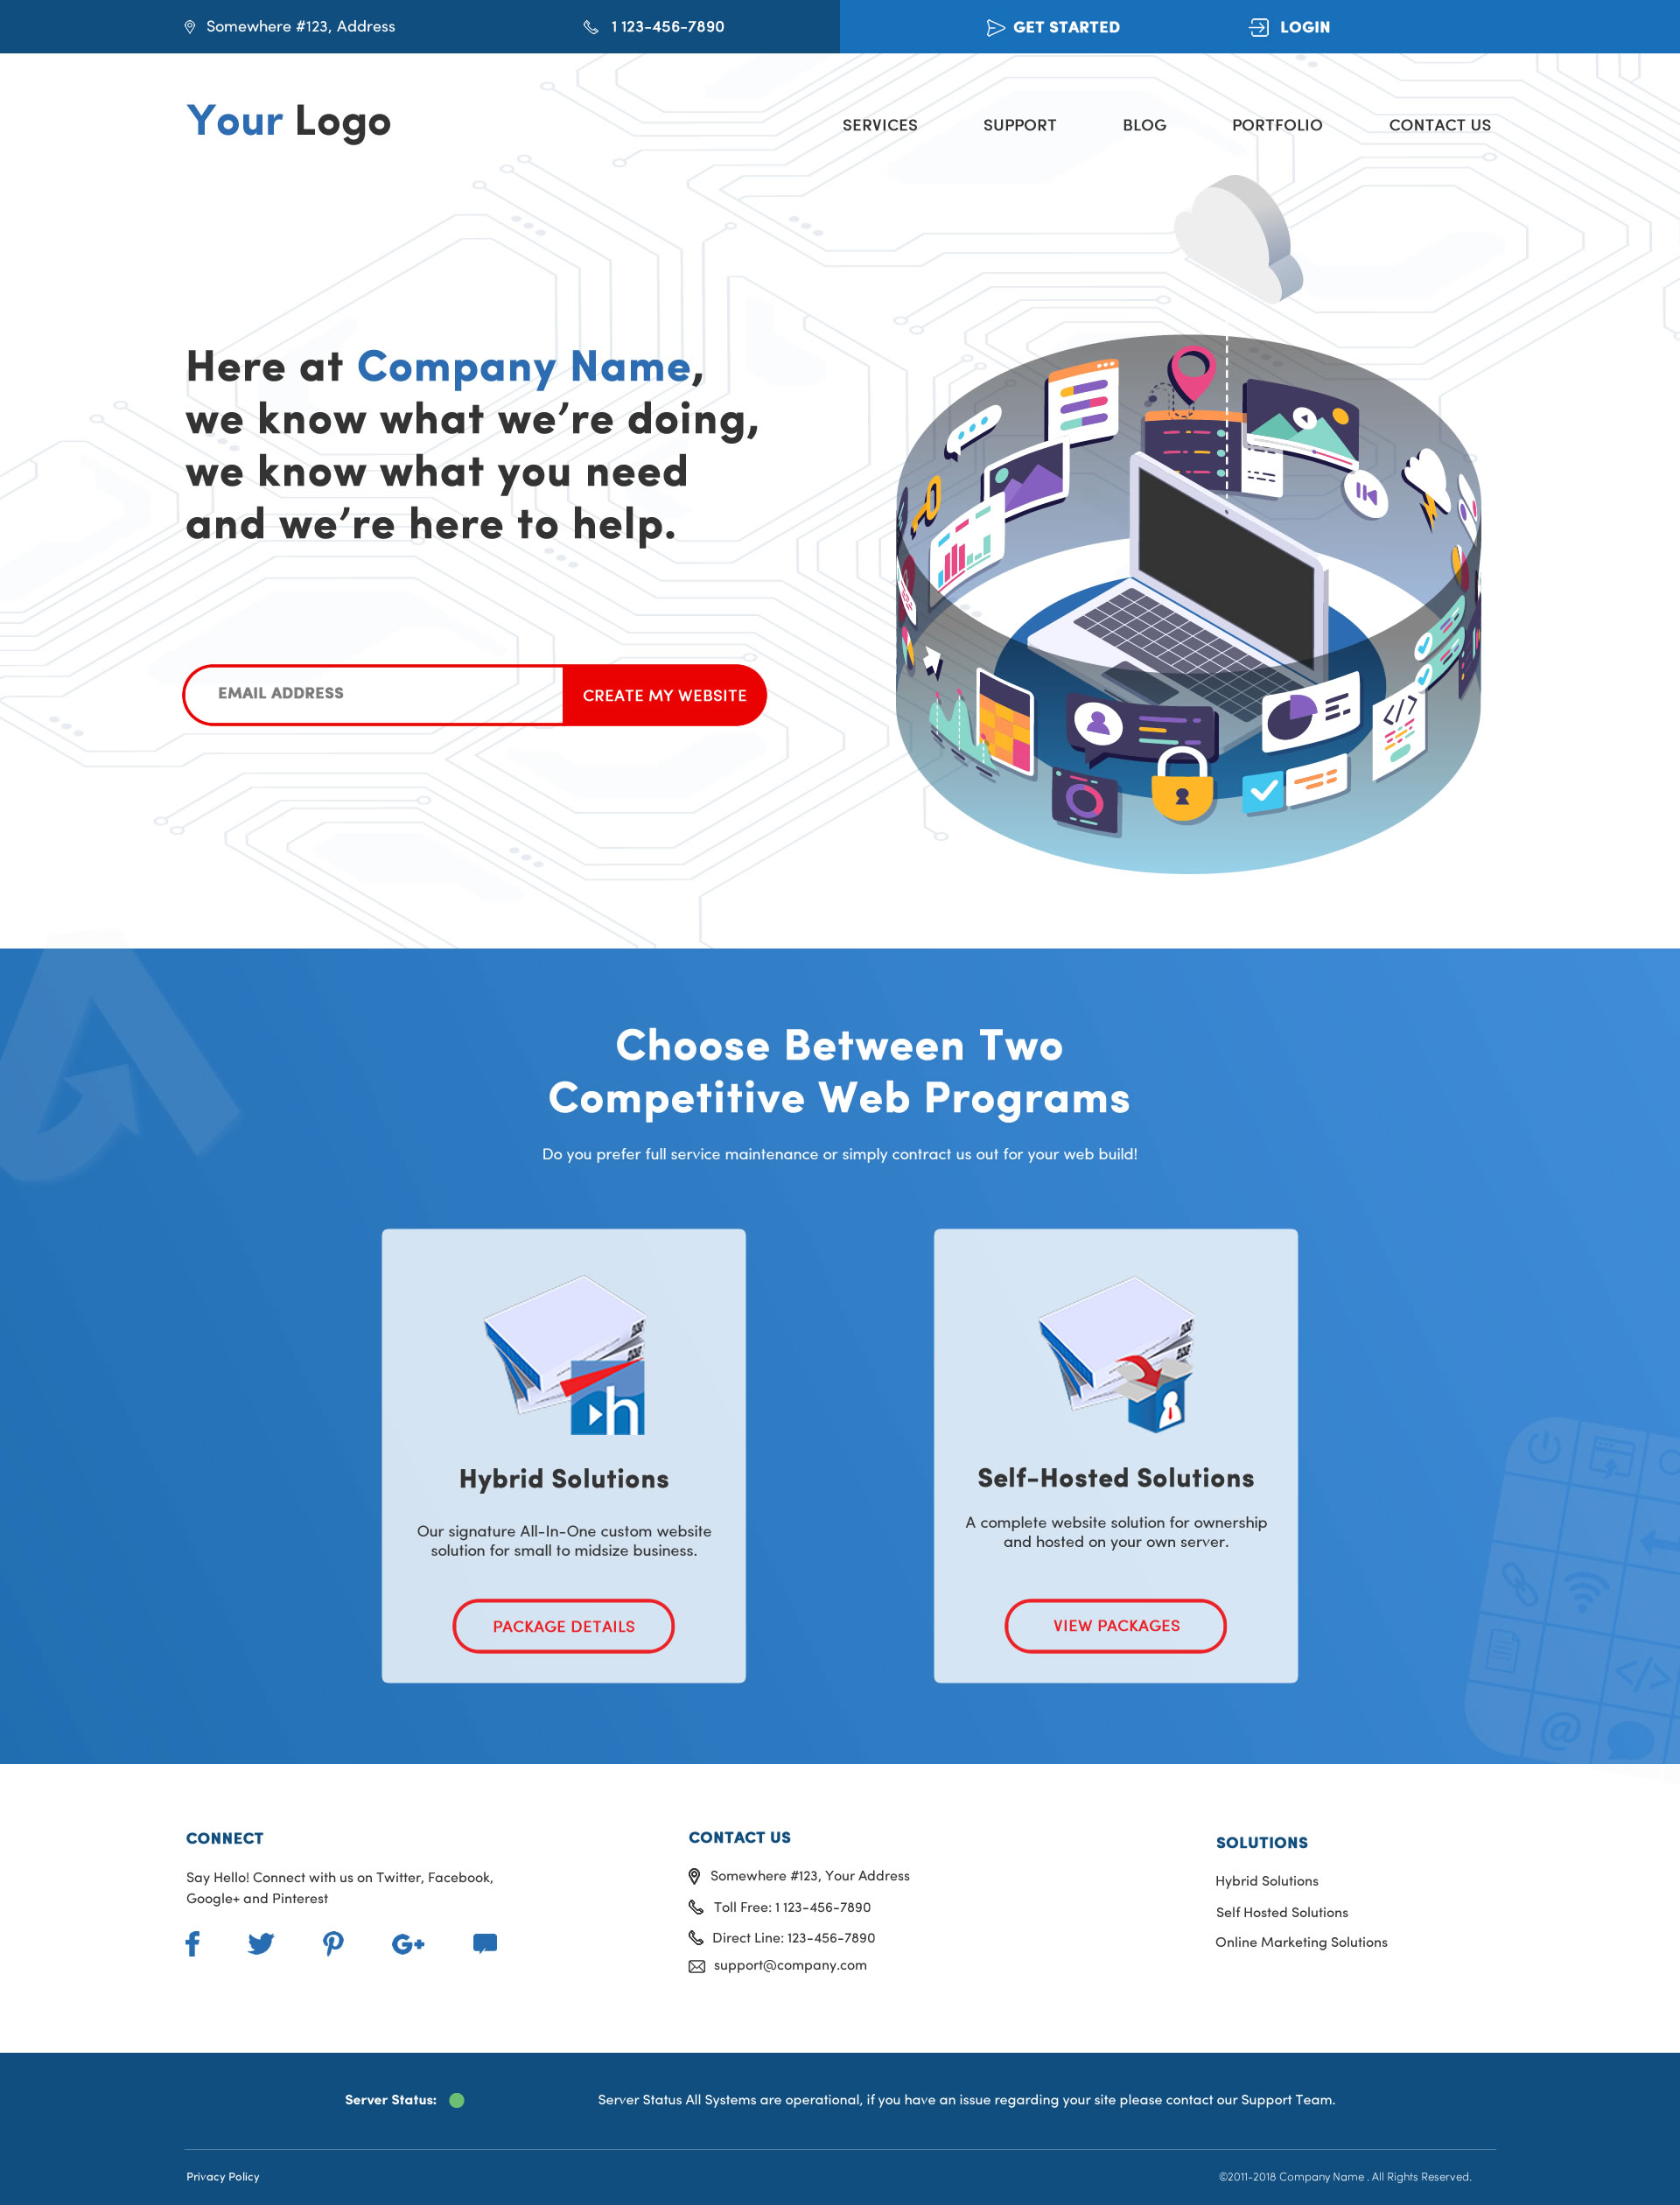 Somewhere #123, Address
1 123-456-7890
GET STARTED
LOGIN
Your Logo
SERVICES
SUPPORT
BLOG
PORTFOLIO
CONTACT US
Here at Company Name,
we know what we're doing,
we know what you need
and we're here to help.
EMAIL ADDRESS
CREATE MY WEBSITE
</>
Choose Between Two
Competitive Web Programs
Do you prefer full service maintenance or simply contract us out for your web build!
h
Hybrid Solutions
Our signature All-In-One custom website
solution for small to midsize business.
PACKAGE DETAILS
Self-Hosted Solutions
A complete website solution for ownership
and hosted on your own server.
VIEW PACKAGES
</>
@
CONNECT
Say Hello! Connect with us on Twitter, Facebook,
Google+ and Pinterest
CONTACT US
Somewhere #123, Your Address
Toll Free: 1 123-456-7890
Direct Line: 123-456-7890
support@company.com
SOLUTIONS
Hybrid Solutions
Self Hosted Solutions
Online Marketing Solutions
Server Status:
Server Status All Systems are operational, if you have an issue regarding your site please contact our Support Team.
Privacy Policy
©2011-2018 Company Name . All Rights Reserved.